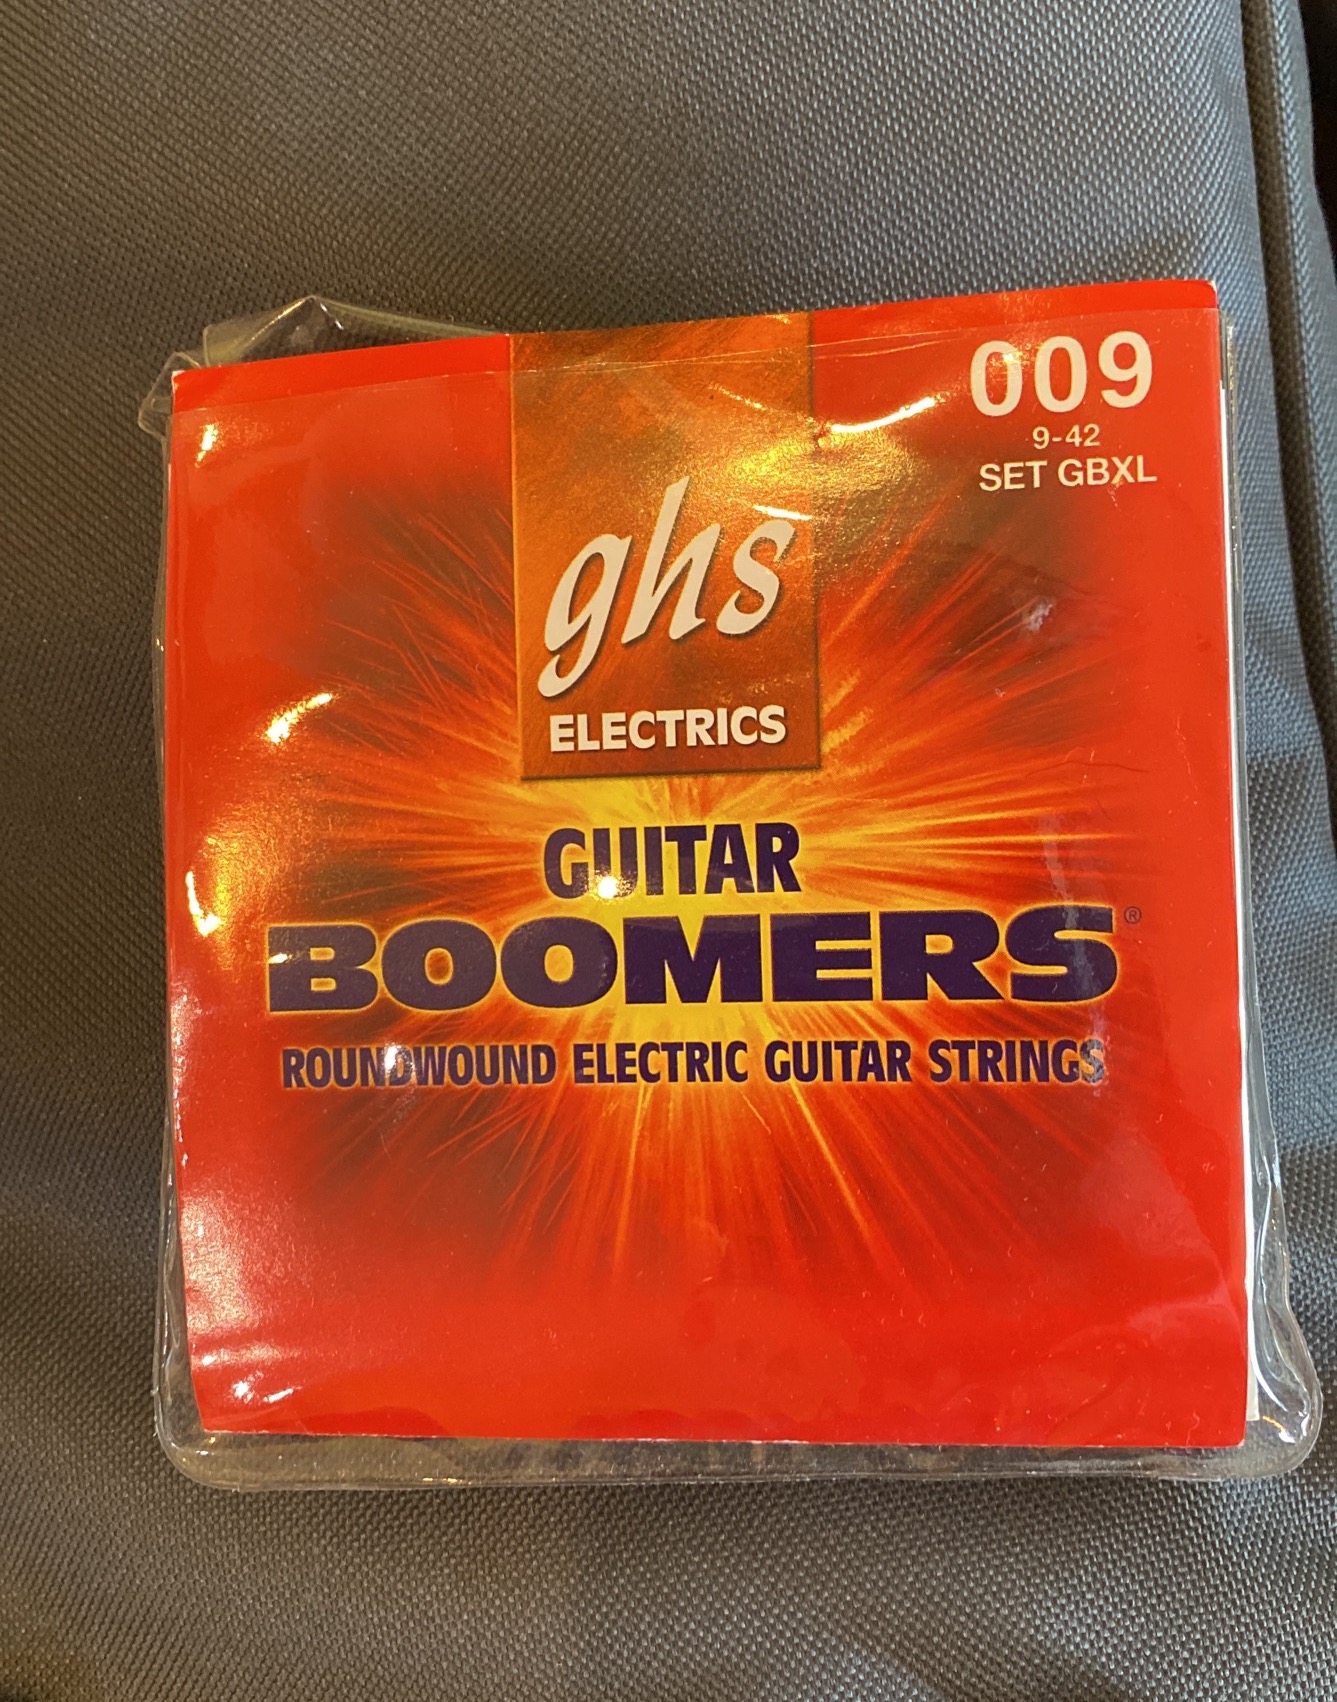 009
9-42
SET GBXL
ghs
ELECTRICS
GUITAR
BOOMERS®
ROUNDWOUND ELECTRIC GUITAR STRINGS